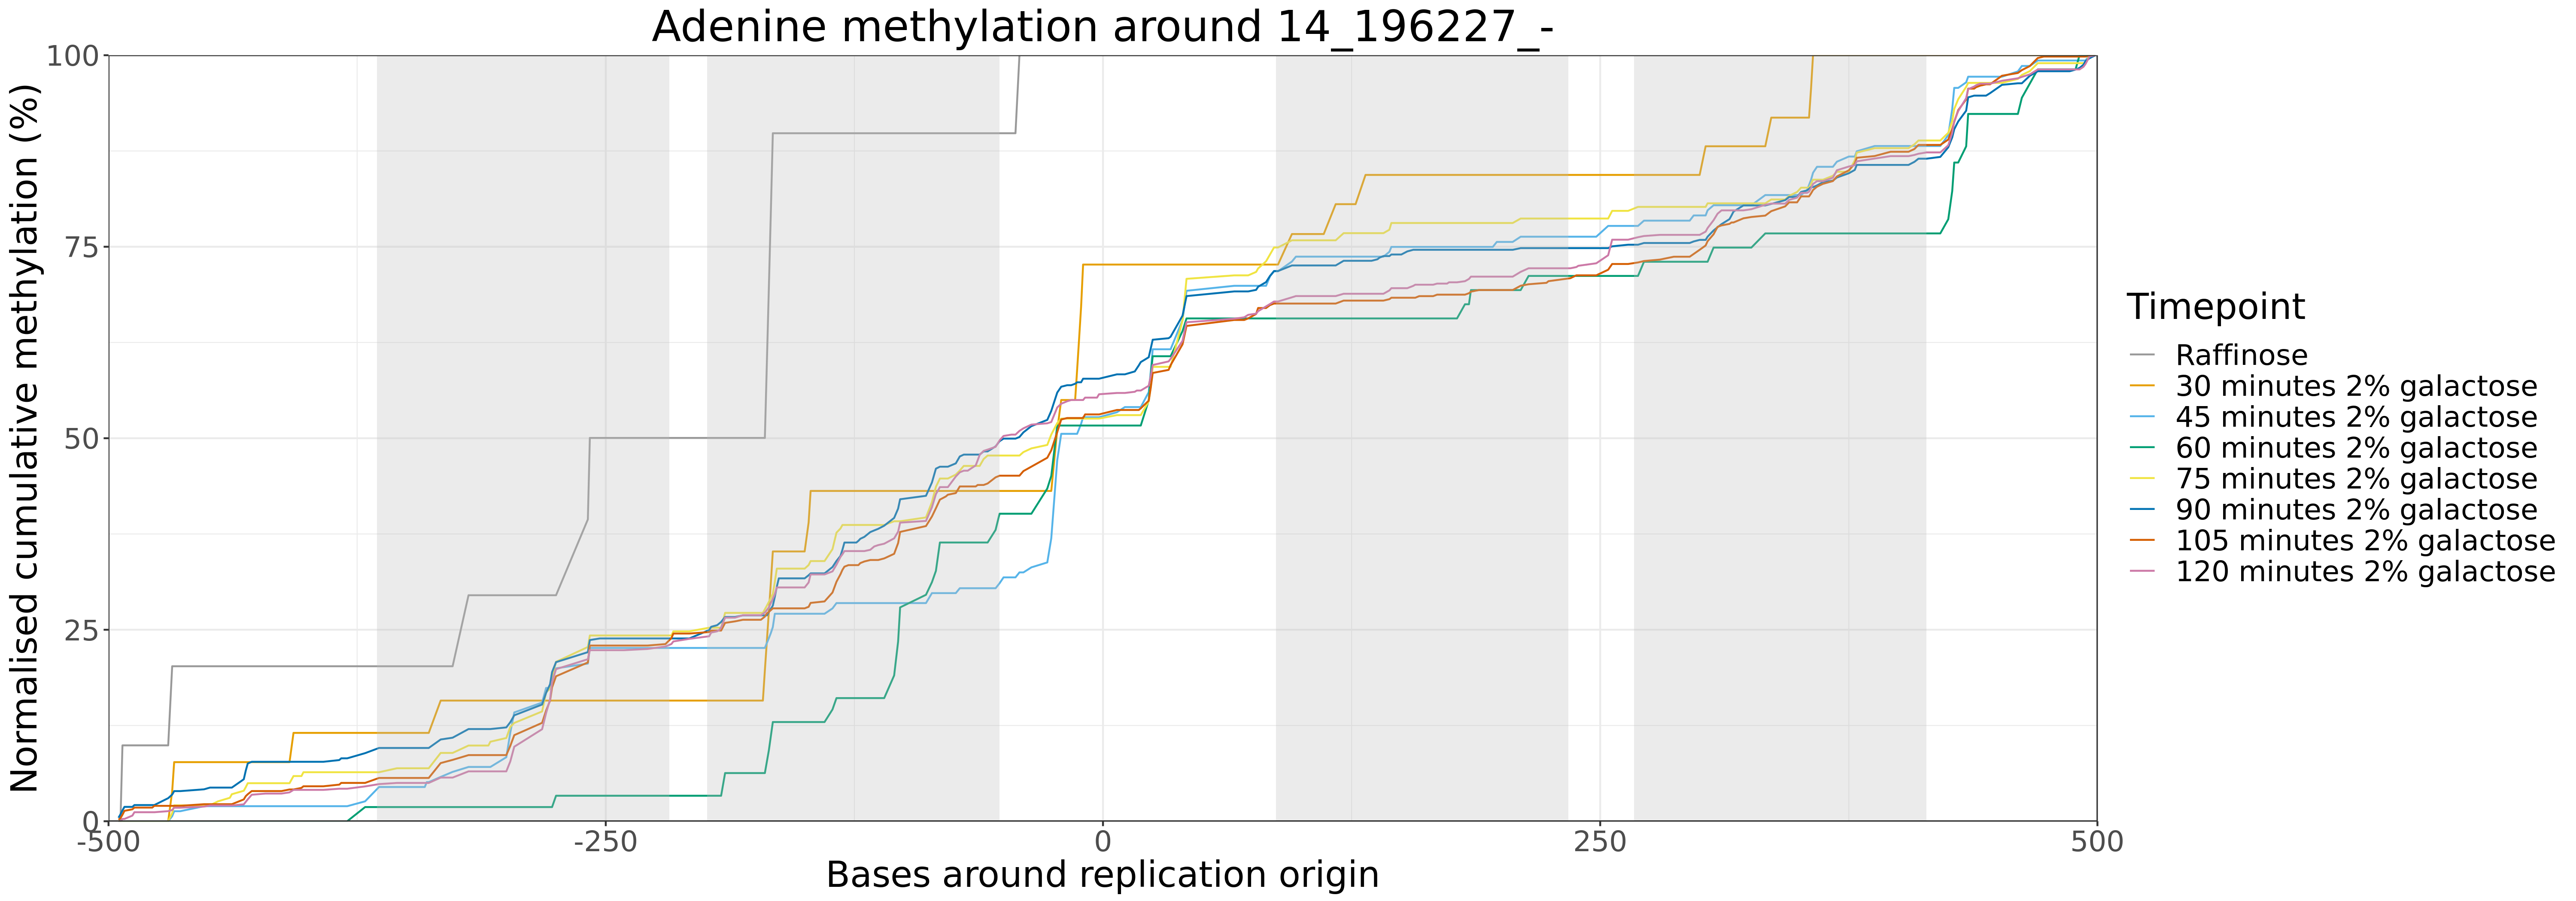 Adenine methylation around 14_196227_-
Normalised cumulative methylation (%)
100
75
50
25
0
-500
-250
0
250
500
Bases around replication origin
Timepoint
Raffinose
30 minutes 2% galactose
45 minutes 2% galactose
60 minutes 2% galactose
75 minutes 2% galactose
90 minutes 2% galactose
105 minutes 2% galactose
120 minutes 2% galactose